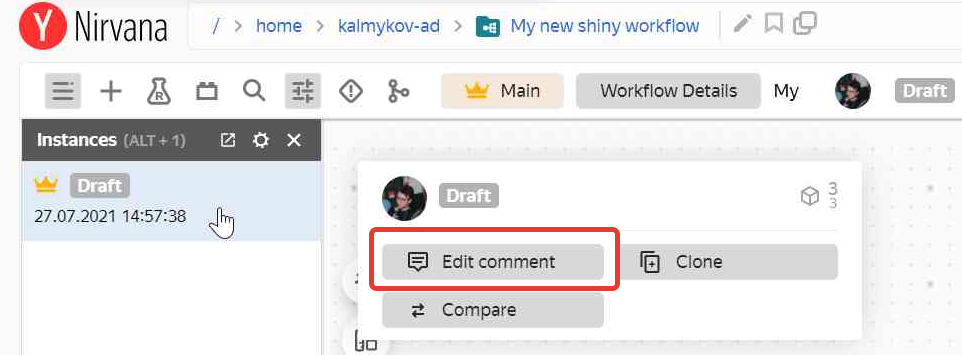 Y Nirvana / > home > kalmykov-ad > My new shiny workflow
R Main Workflow Details My Draft
Instances (ALT + 1)
Draft
27.07.2021 14:57:38
Draft 3
3
Edit comment Clone
Compare